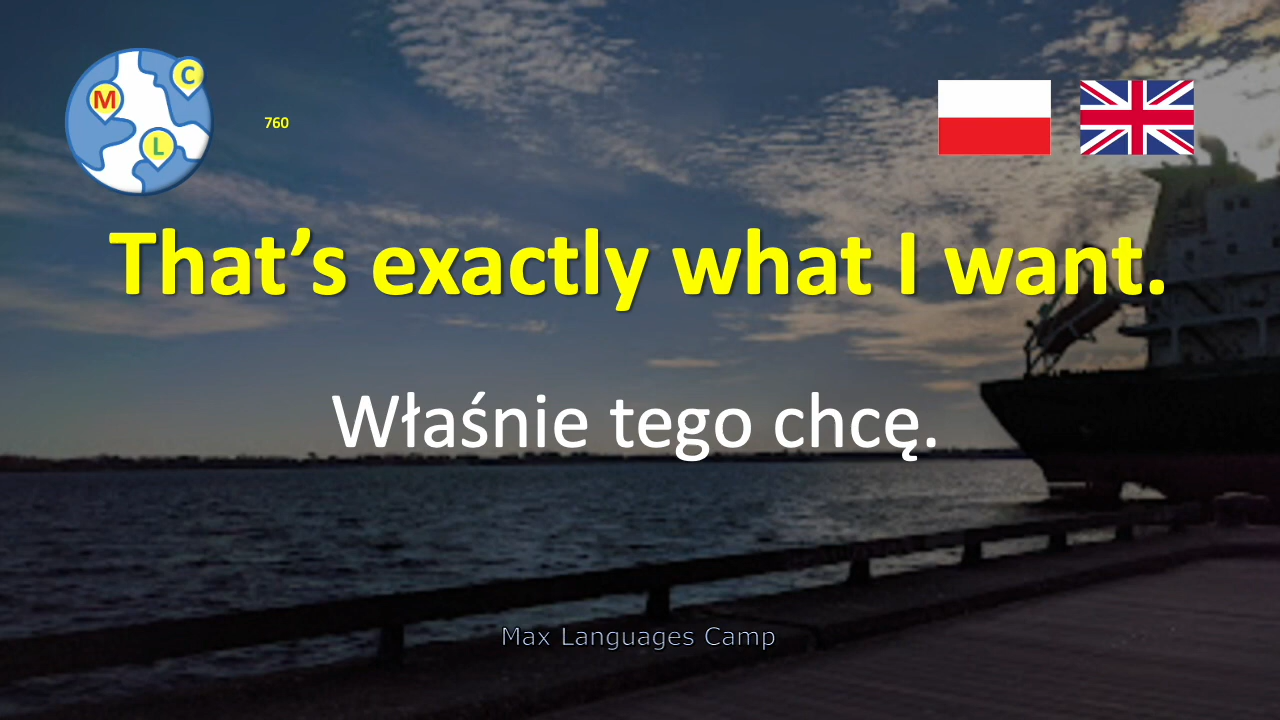 M
C
L
760
That’s exactly what I want.
Właśnie tego chcę.
Max Languages Camp